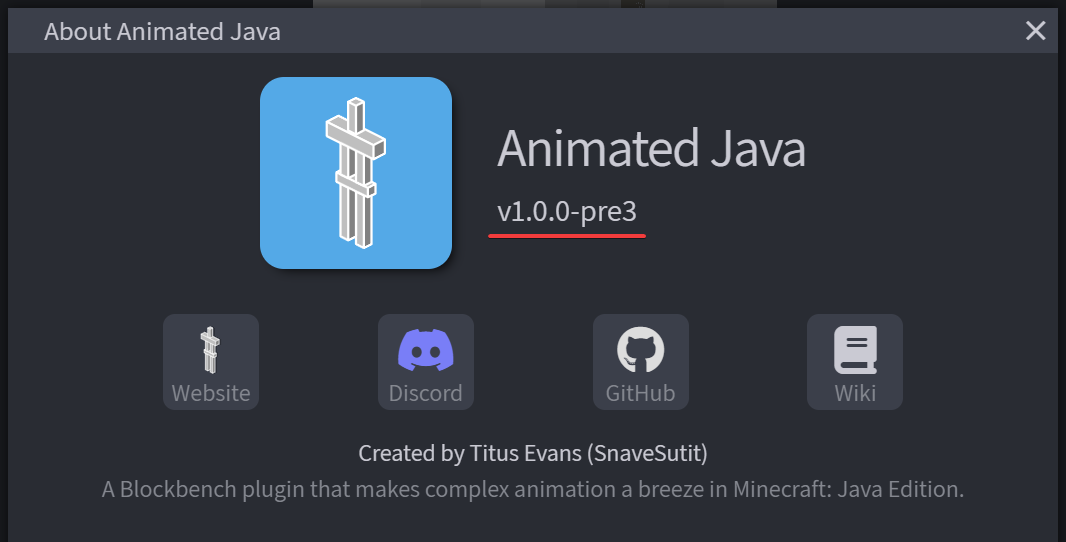 About Animated Java
Animated Java
v1.0.0-pre3
Website
Discord
GitHub
Wiki
Created by Titus Evans (SnaveSutit)
A Blockbench plugin that makes complex animation a breeze in Minecraft: Java Edition.